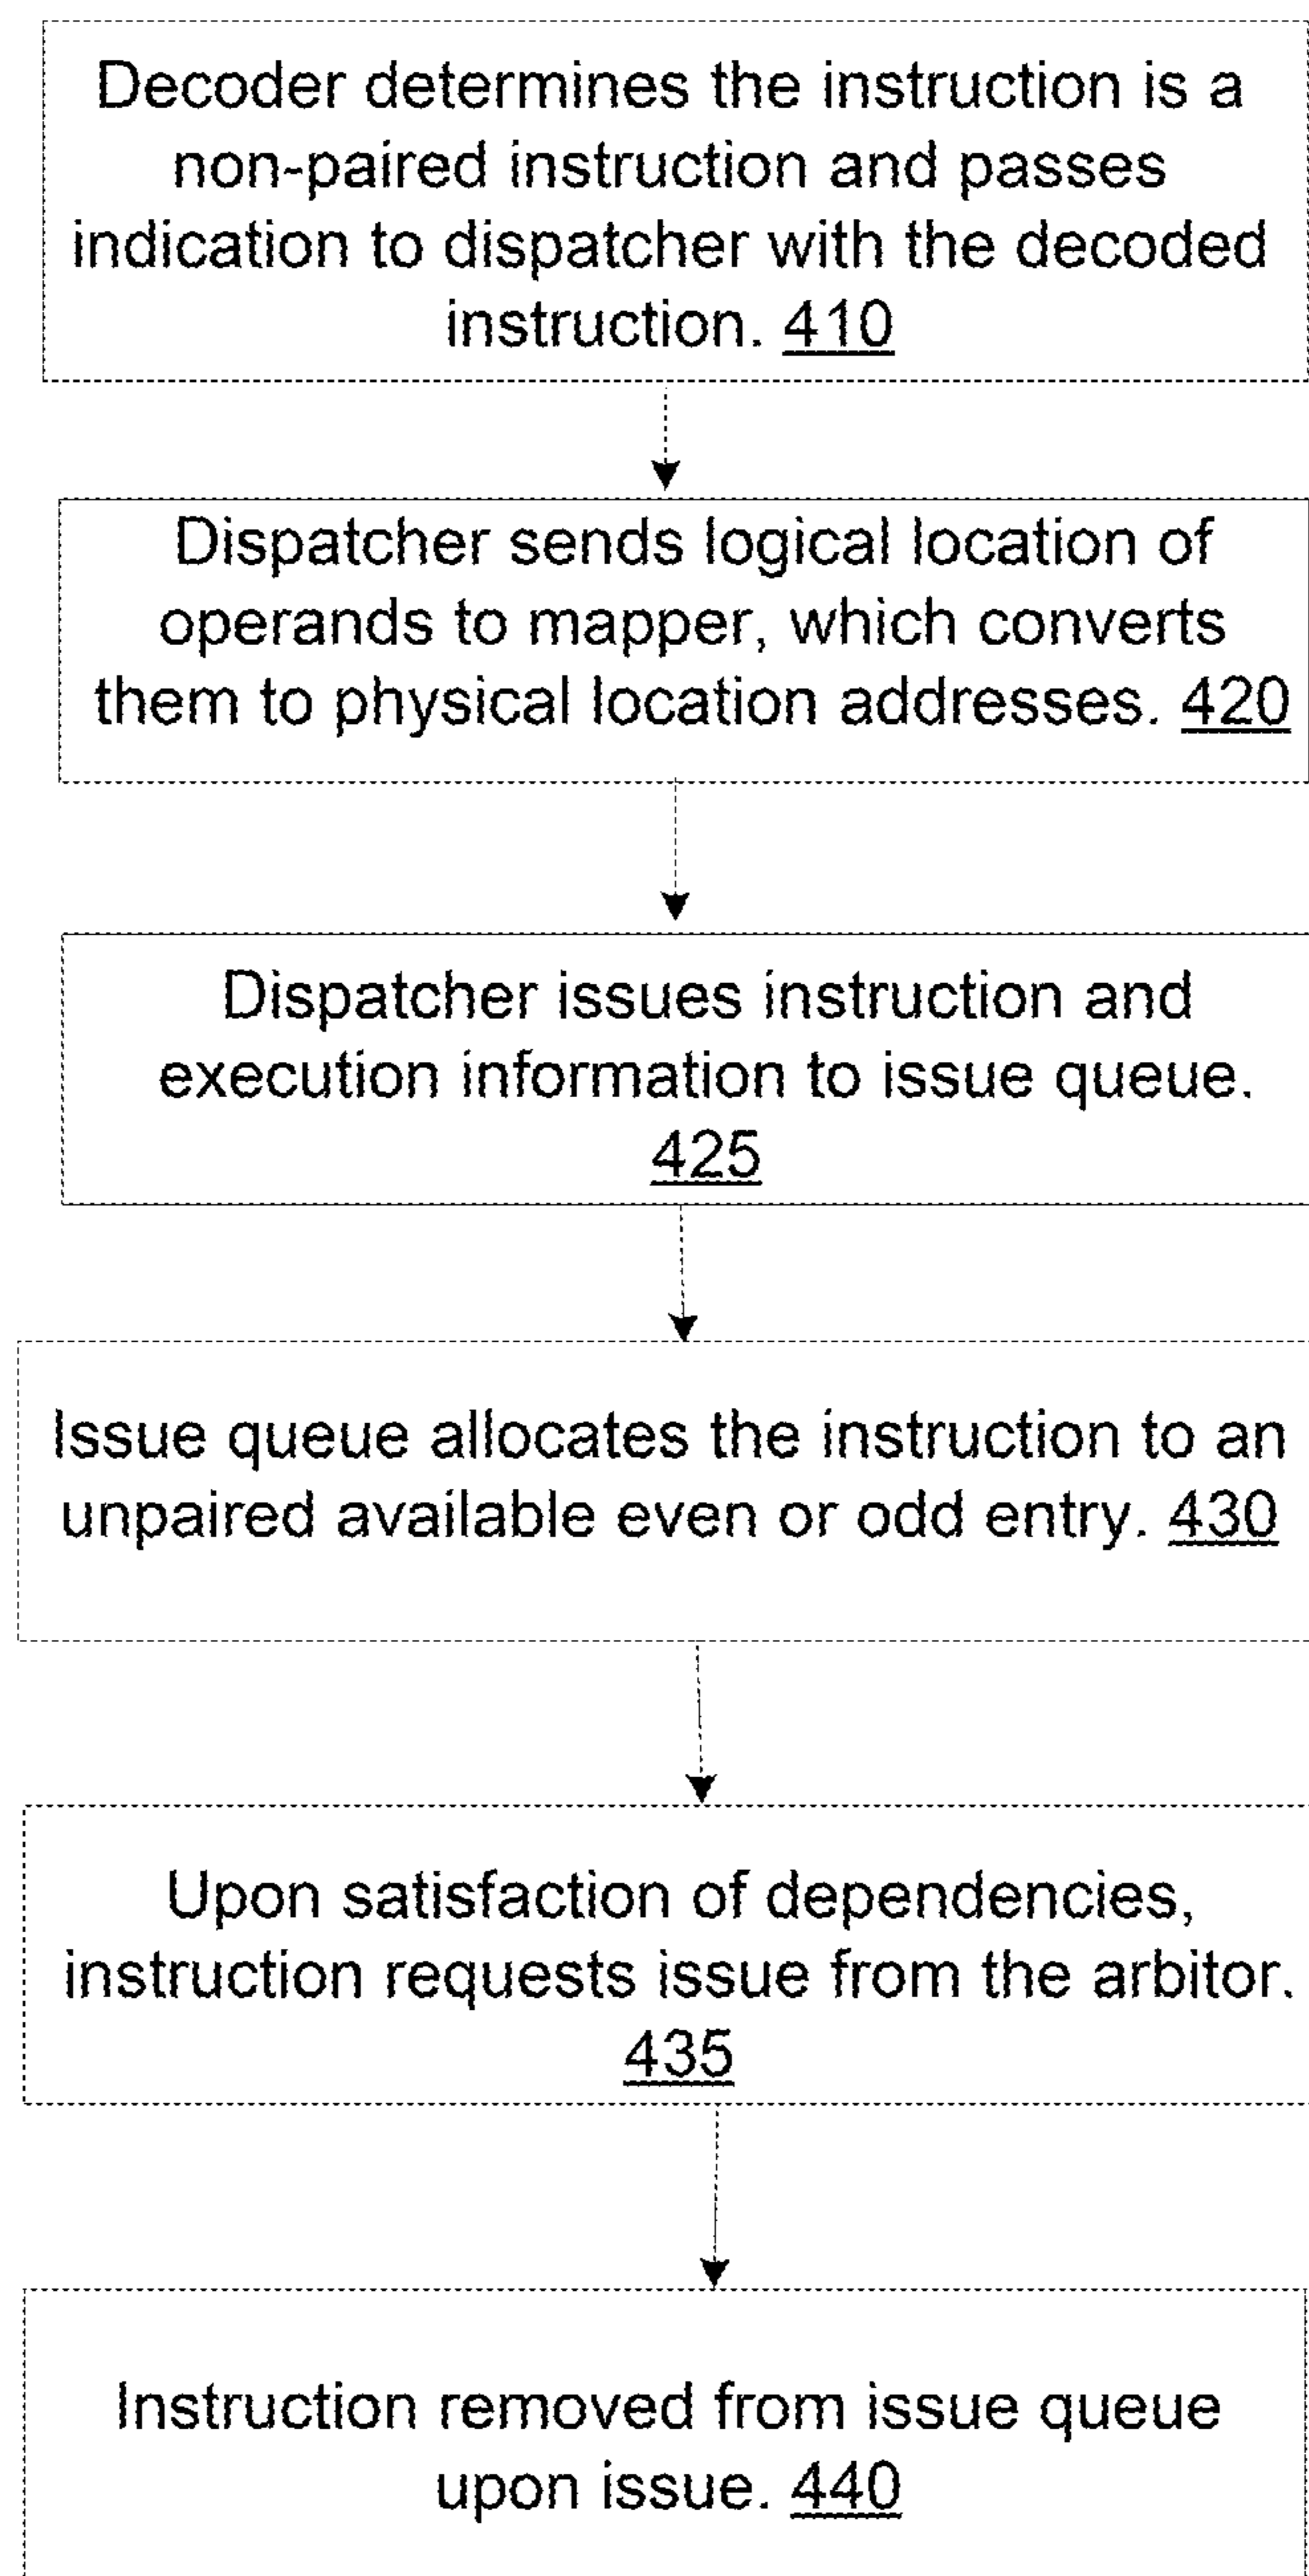 Decoder determines the instruction is a
non-paired instruction and passes
indication to dispatcher with the decoded
instruction. 410
Dispatcher sends logical location of
operands to mapper, which converts
them to physical location addresses. 420
Dispatcher issues instruction and
execution information to issue queue.
425
Issue queue allocates the instruction to an
unpaired available even or odd entry. 430
Upon satisfaction of dependencies,
instruction requests issue from the arbitor.
435
Instruction removed from issue queue
upon issue. 440